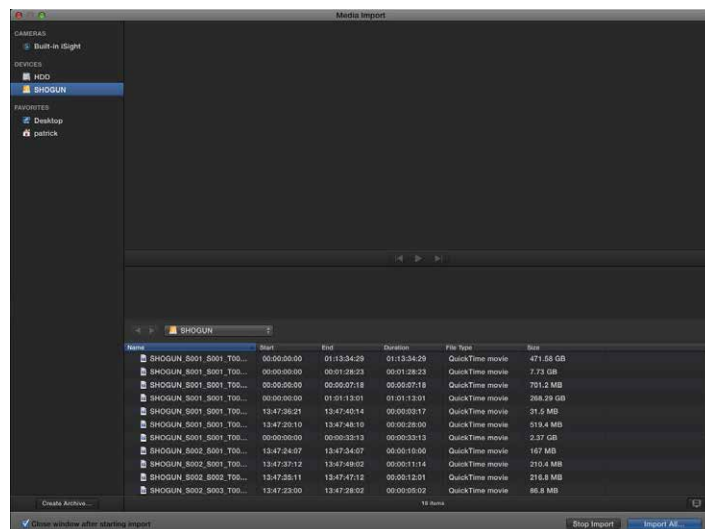 Media Import
CAMERAS
Built-in iSight
DEVICES
HDD
SHOGUN
FAVORITES
Desktop
patrick
SHOGUN
Name Start End Duration File Type Size
SHOGUN_S001_S001_T00... 00:00:00:00 01:13:34:29 01:13:34:29 QuickTime movie 471.58 GB
SHOGUN_S001_S001_T00... 00:00:00:00 00:01:28:23 00:01:28:23 QuickTime movie 7.73 GB
SHOGUN_S001_S001_T00... 00:00:00:00 00:00:07:18 00:00:07:18 QuickTime movie 701.2 MB
SHOGUN_S001_S001_T00... 00:00:00:00 01:01:13:01 01:01:13:01 QuickTime movie 268.29 GB
SHOGUN_S001_S001_T00... 13:47:36:21 13:47:40:14 00:00:03:17 QuickTime movie 31.5 MB
SHOGUN_S001_S001_T00... 13:47:20:10 13:47:48:10 00:00:28:00 QuickTime movie 519.4 MB
SHOGUN_S001_S001_T00... 00:00:00:00 00:00:33:13 00:00:33:13 QuickTime movie 2.37 GB
SHOGUN_S002_S001_T00... 13:47:24:07 13:47:34:07 00:00:10:00 QuickTime movie 167 MB
SHOGUN_S002_S001_T00... 13:47:37:12 13:47:49:02 00:00:11:14 QuickTime movie 210.4 MB
SHOGUN_S002_S002_T00... 13:47:35:11 13:47:47:12 00:00:12:01 QuickTime movie 216.8 MB
SHOGUN_S002_S003_T00... 13:47:23:00 13:47:28:02 00:00:05:02 QuickTime movie 86.8 MB
Create Archive... items
Close window after starting import Stop Import Import All...